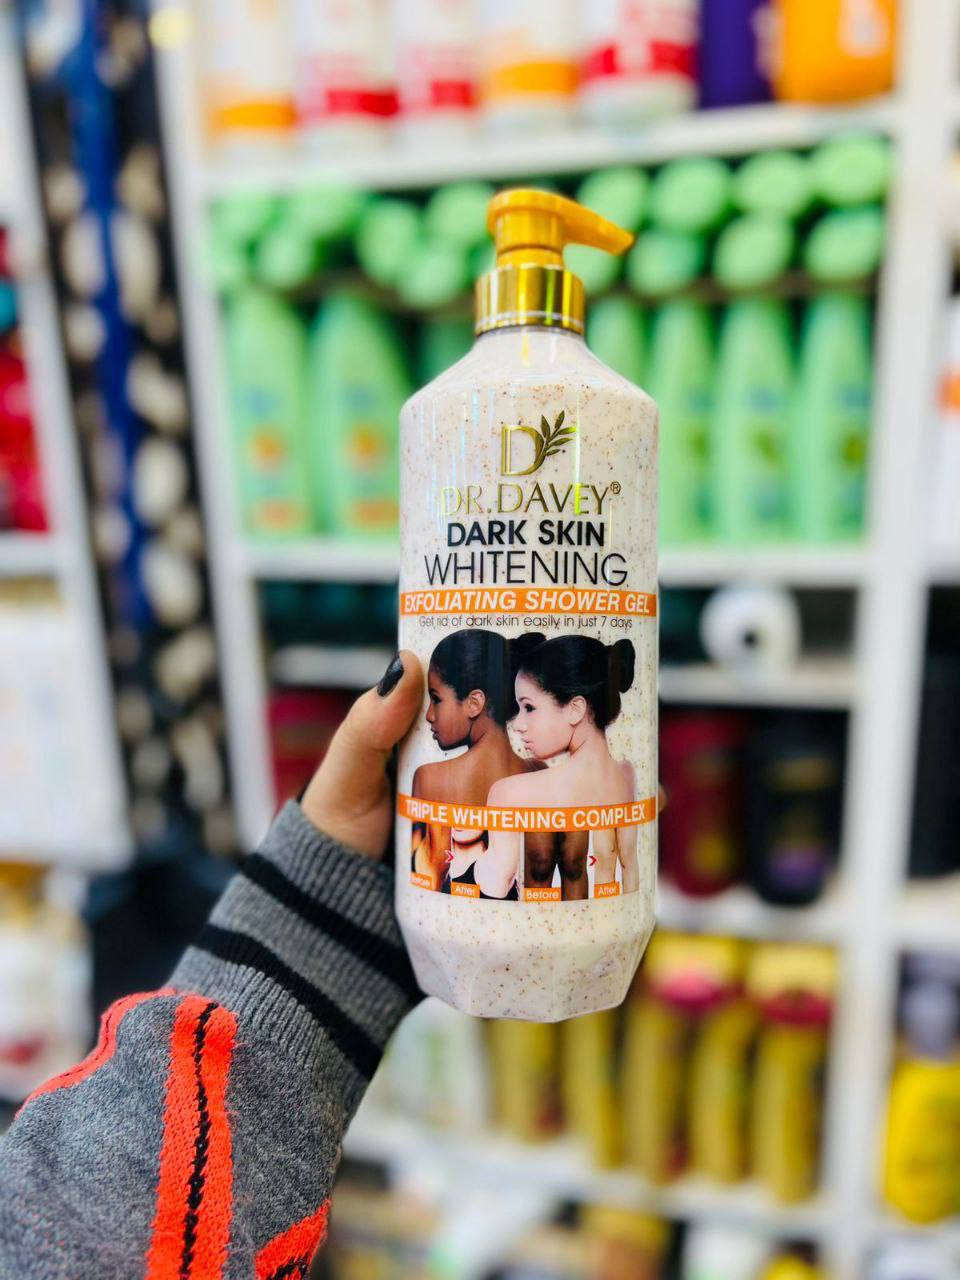 D
DR.DAVEY®
DARK SKIN
WHITENING
EXFOLIATING SHOWER GEL
Get rid of dark skin easily in just 7 days
TRIPLE WHITENING COMPLEX
Before
After
Before
After